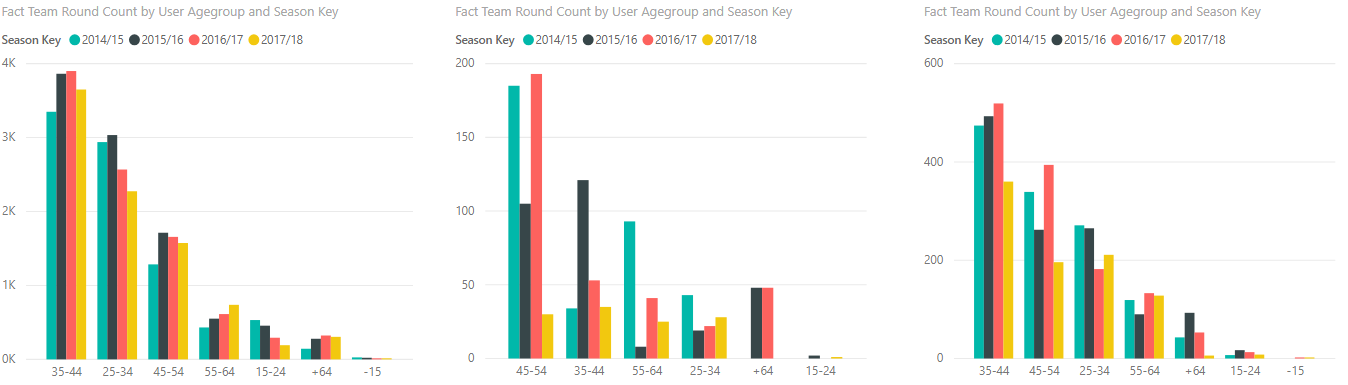 Fact Team Round Count by User Agegroup and Season Key
Season Key 2014/15 2015/16 2016/17 2017/18
4K
3K
2K
1K
0K
35-44 25-34 45-54 55-64 15-24 +64 -15
Fact Team Round Count by User Agegroup and Season Key
Season Key 2014/15 2015/16 2016/17 2017/18
200
150
100
50
0
45-54 35-44 55-64 25-34 +64 15-24
Fact Team Round Count by User Agegroup and Season Key
Season Key 2014/15 2015/16 2016/17 2017/18
600
400
200
0
35-44 45-54 25-34 55-64 +64 15-24 -15